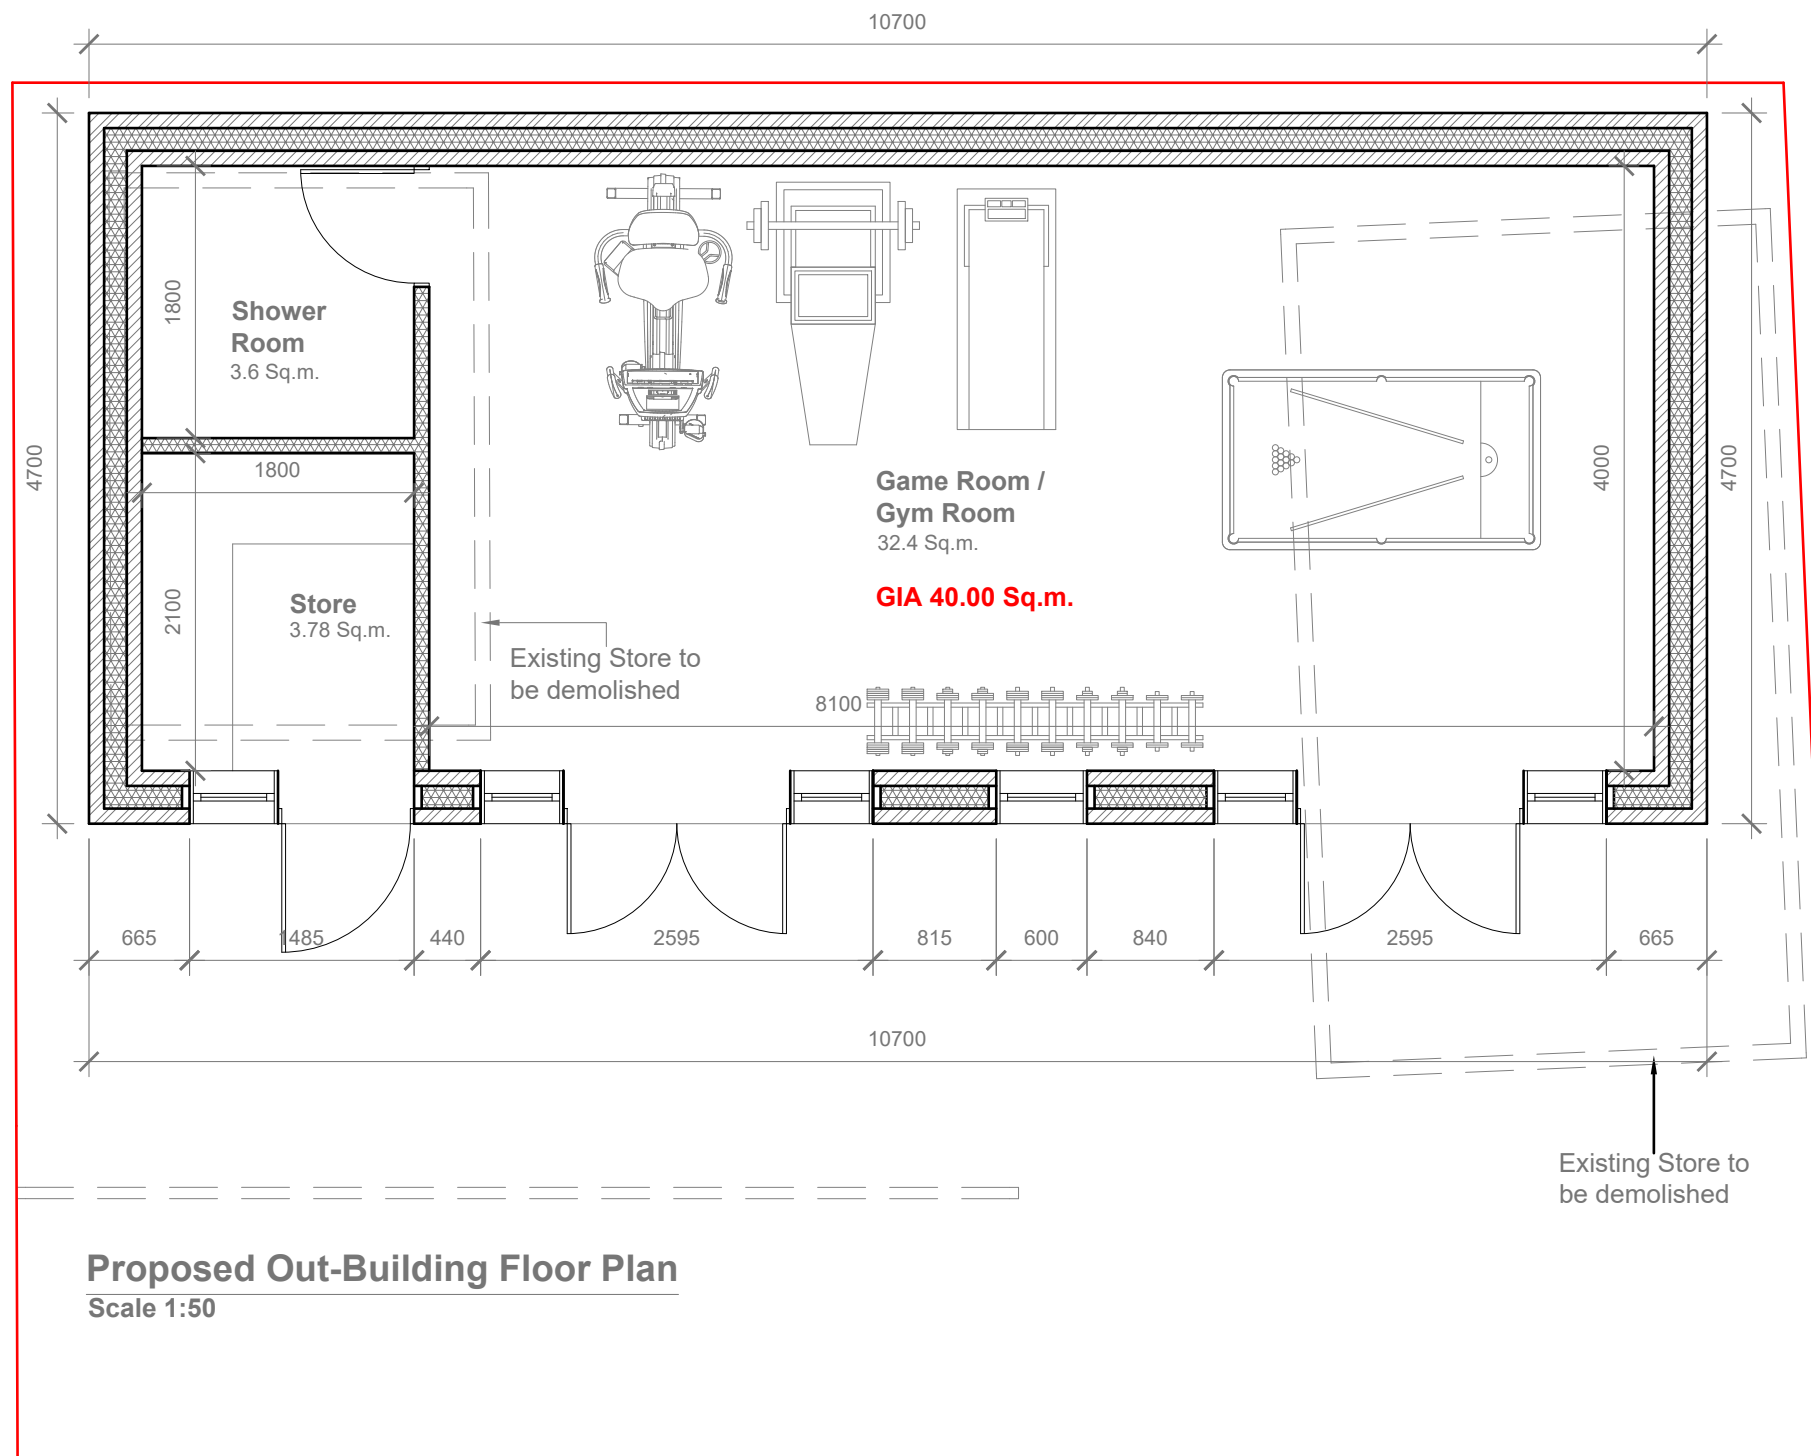 10700
1800
Shower
Room
3.6 Sq.m.
4700
1800
Game Room /
Gym Room
32.4 Sq.m.
4000
4700
GIA 40.00 Sq.m.
2100
Store
3.78 Sq.m.
Existing Store to
be demolished
8100
665
1485
440
2595
815
600
840
2595
665
10700
Existing Store to
be demolished
Proposed Out-Building Floor Plan
Scale 1:50